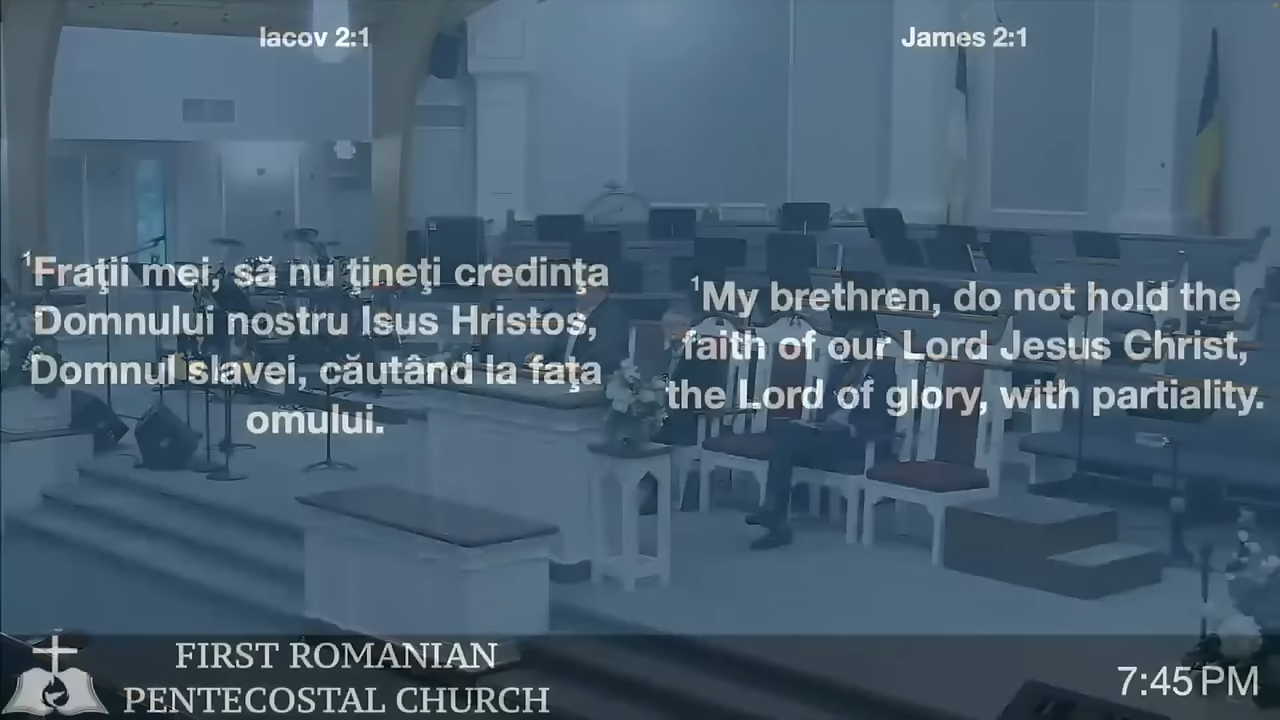 Iacov 2:1
¹Fraţii mei, să nu ţineţi credinţa
Domnului nostru Isus Hristos,
Domnul slavei, căutând la faţa
omului.
James 2:1
¹My brethren, do not hold the
faith of our Lord Jesus Christ,
the Lord of glory, with partiality.
FIRST ROMANIAN
PENTECOSTAL CHURCH
7:45 PM